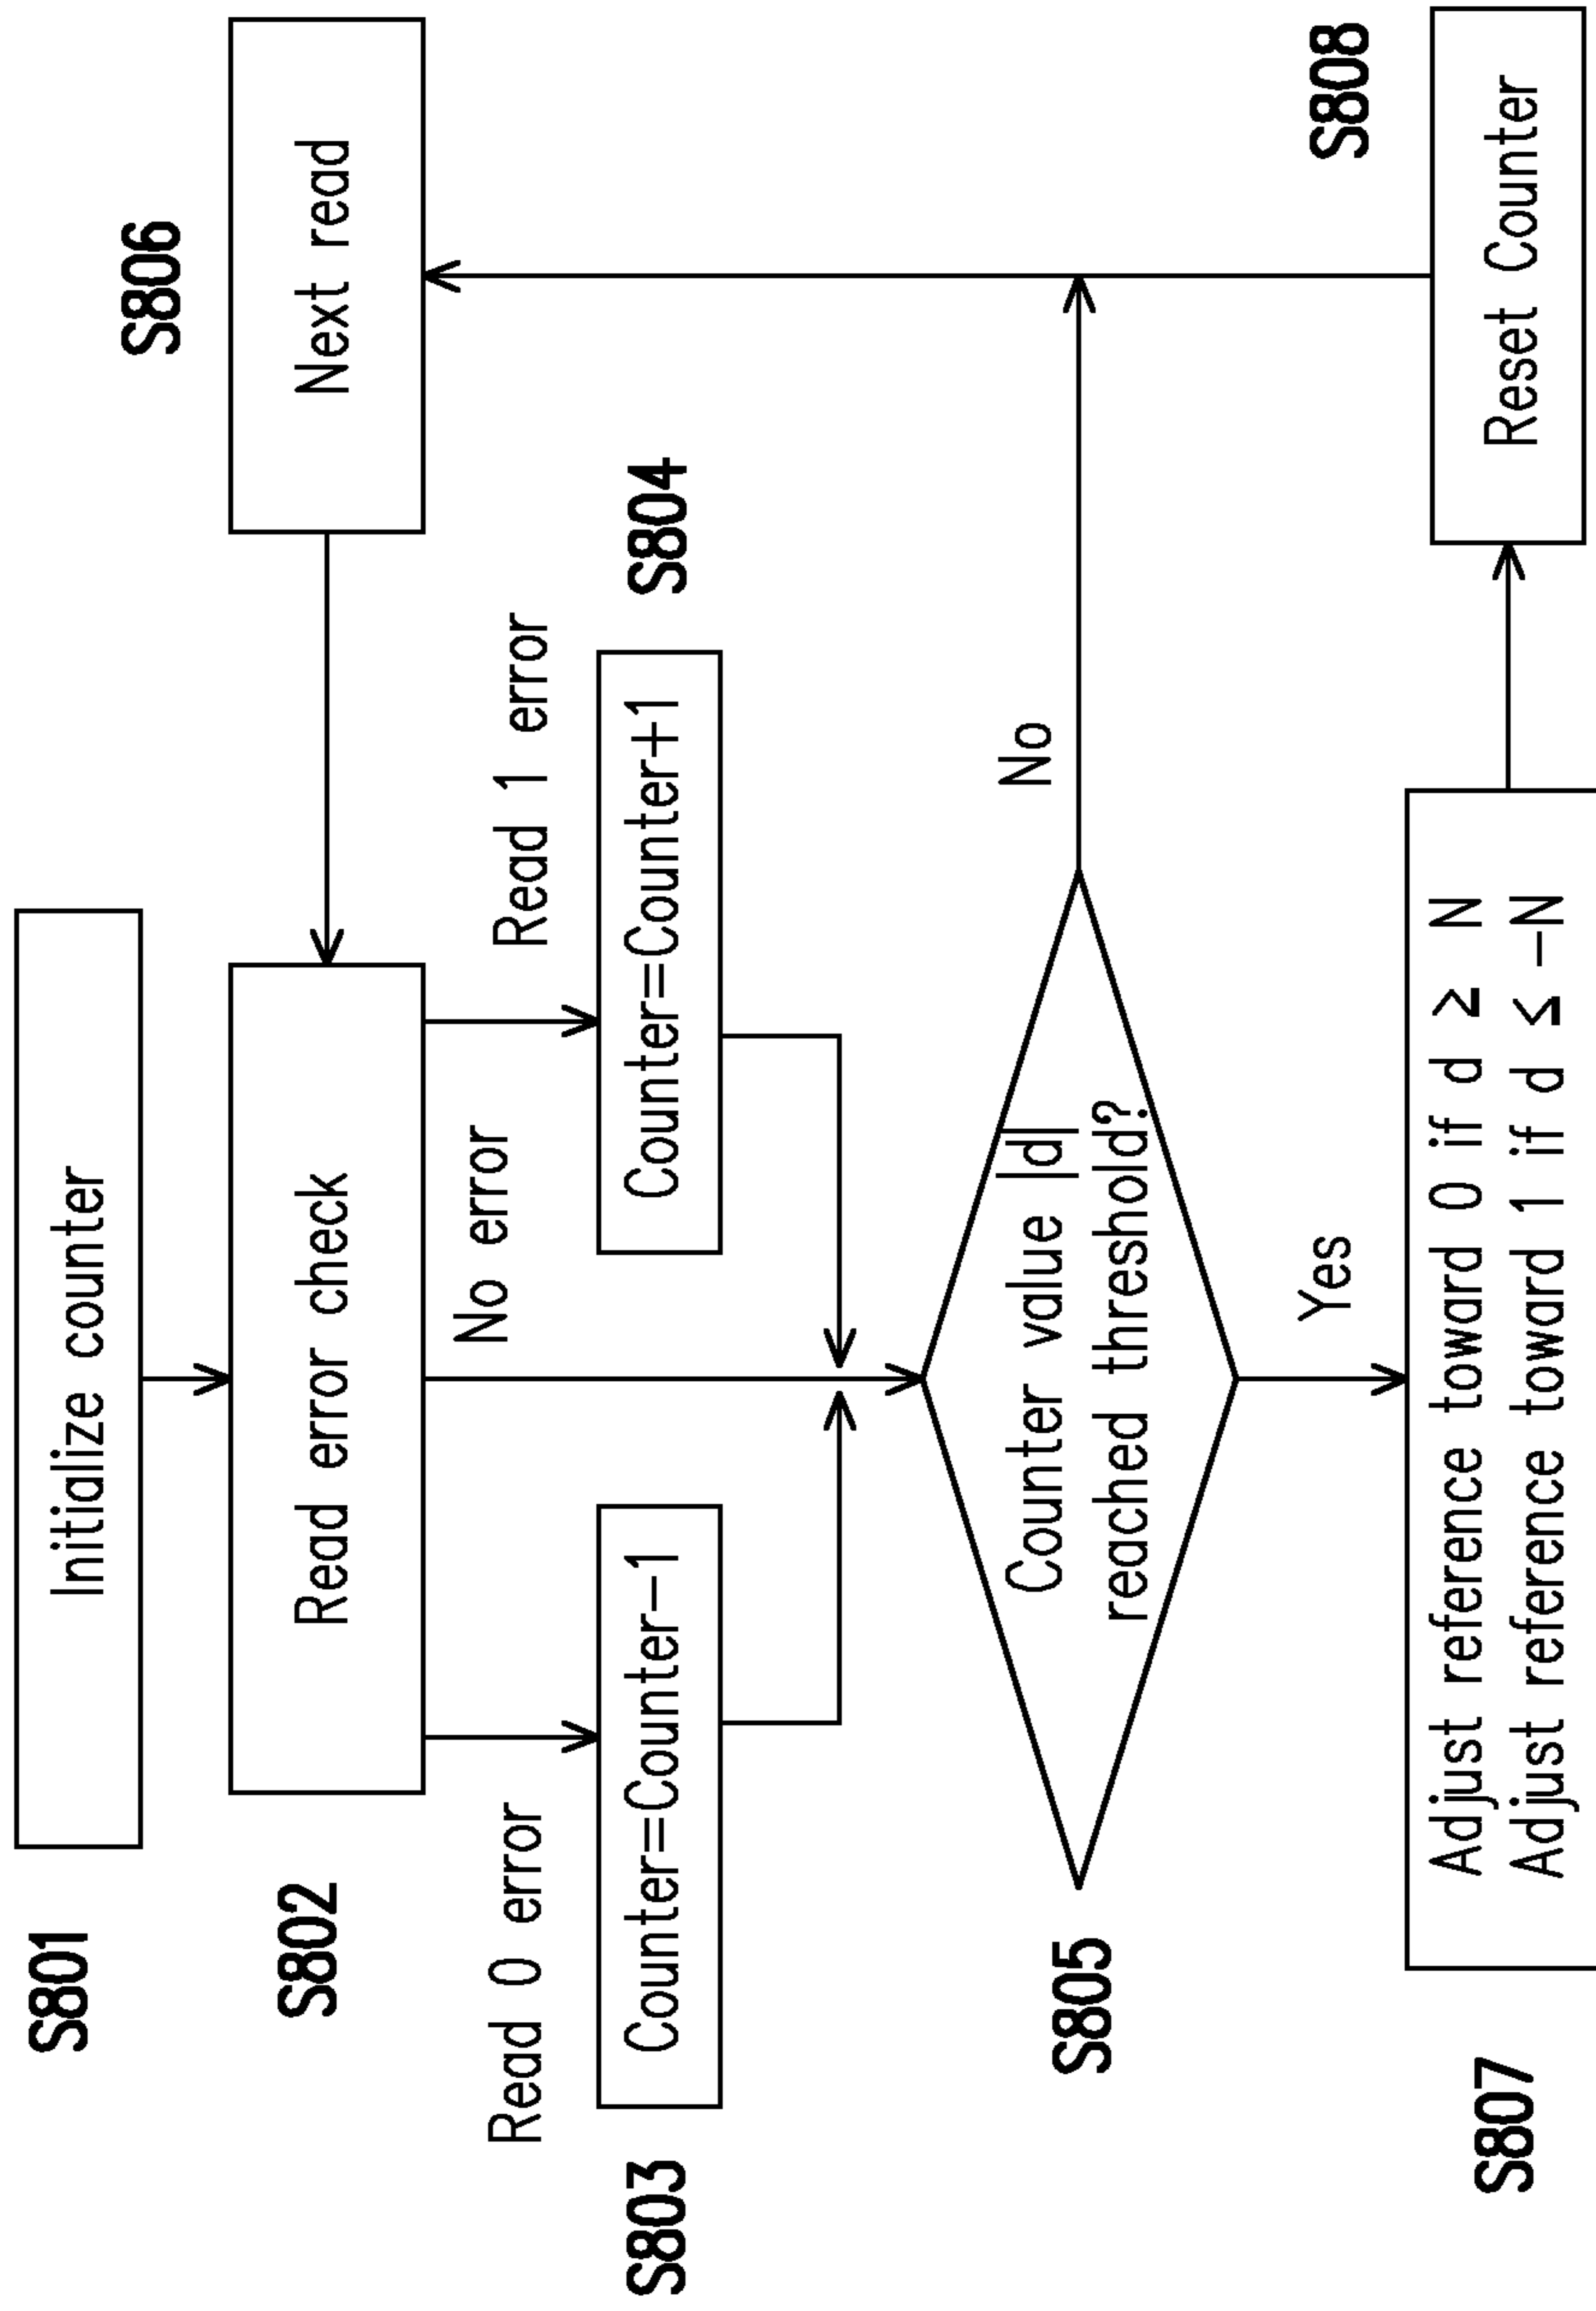 S801
Initialize counter
S802
Read error check
S806
Next read
Read 0 error
No error
Read 1 error
S803
Counter=Counter-1
Counter=Counter+1
S804
S805
Counter value |d|
reached threshold?
No
Yes
S807
Adjust reference toward 0 if d ≥ N
Adjust reference toward 1 if d ≤ -N
S808
Reset Counter